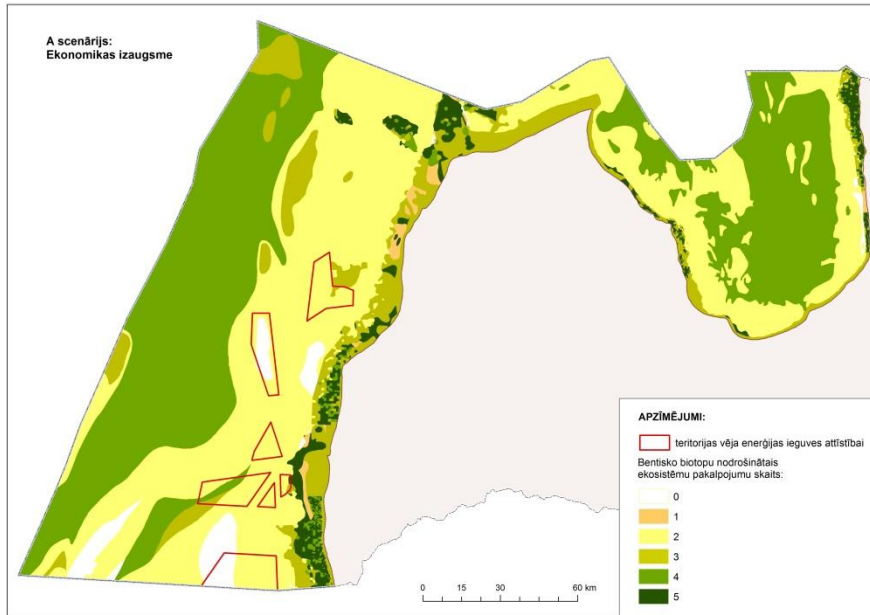 A scenārijs:
Ekonomikas izaugsme
APZĪMĒJUMI:
teritorijas vēja enerģijas ieguves attīstībai
Bentisko biotopu nodrošinātais
ekosistēmu pakalpojumu skaits:
0
1
2
3
4
5
0 15 30 60 km